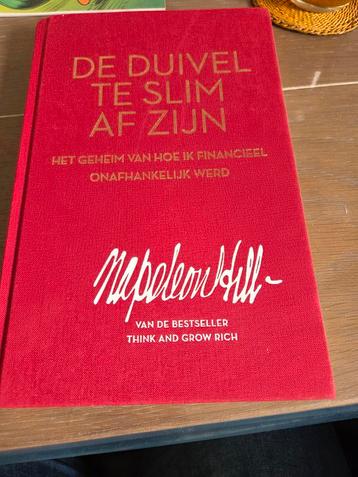 DE DUIVEL
TE SLIM
AF ZIJN
HET GEHEIM VAN HOE IK FINANCIEEL
ONAFHANKELIJK WERD
Napoleon Hill
VAN DE BESTSELLER
THINK AND GROW RICH